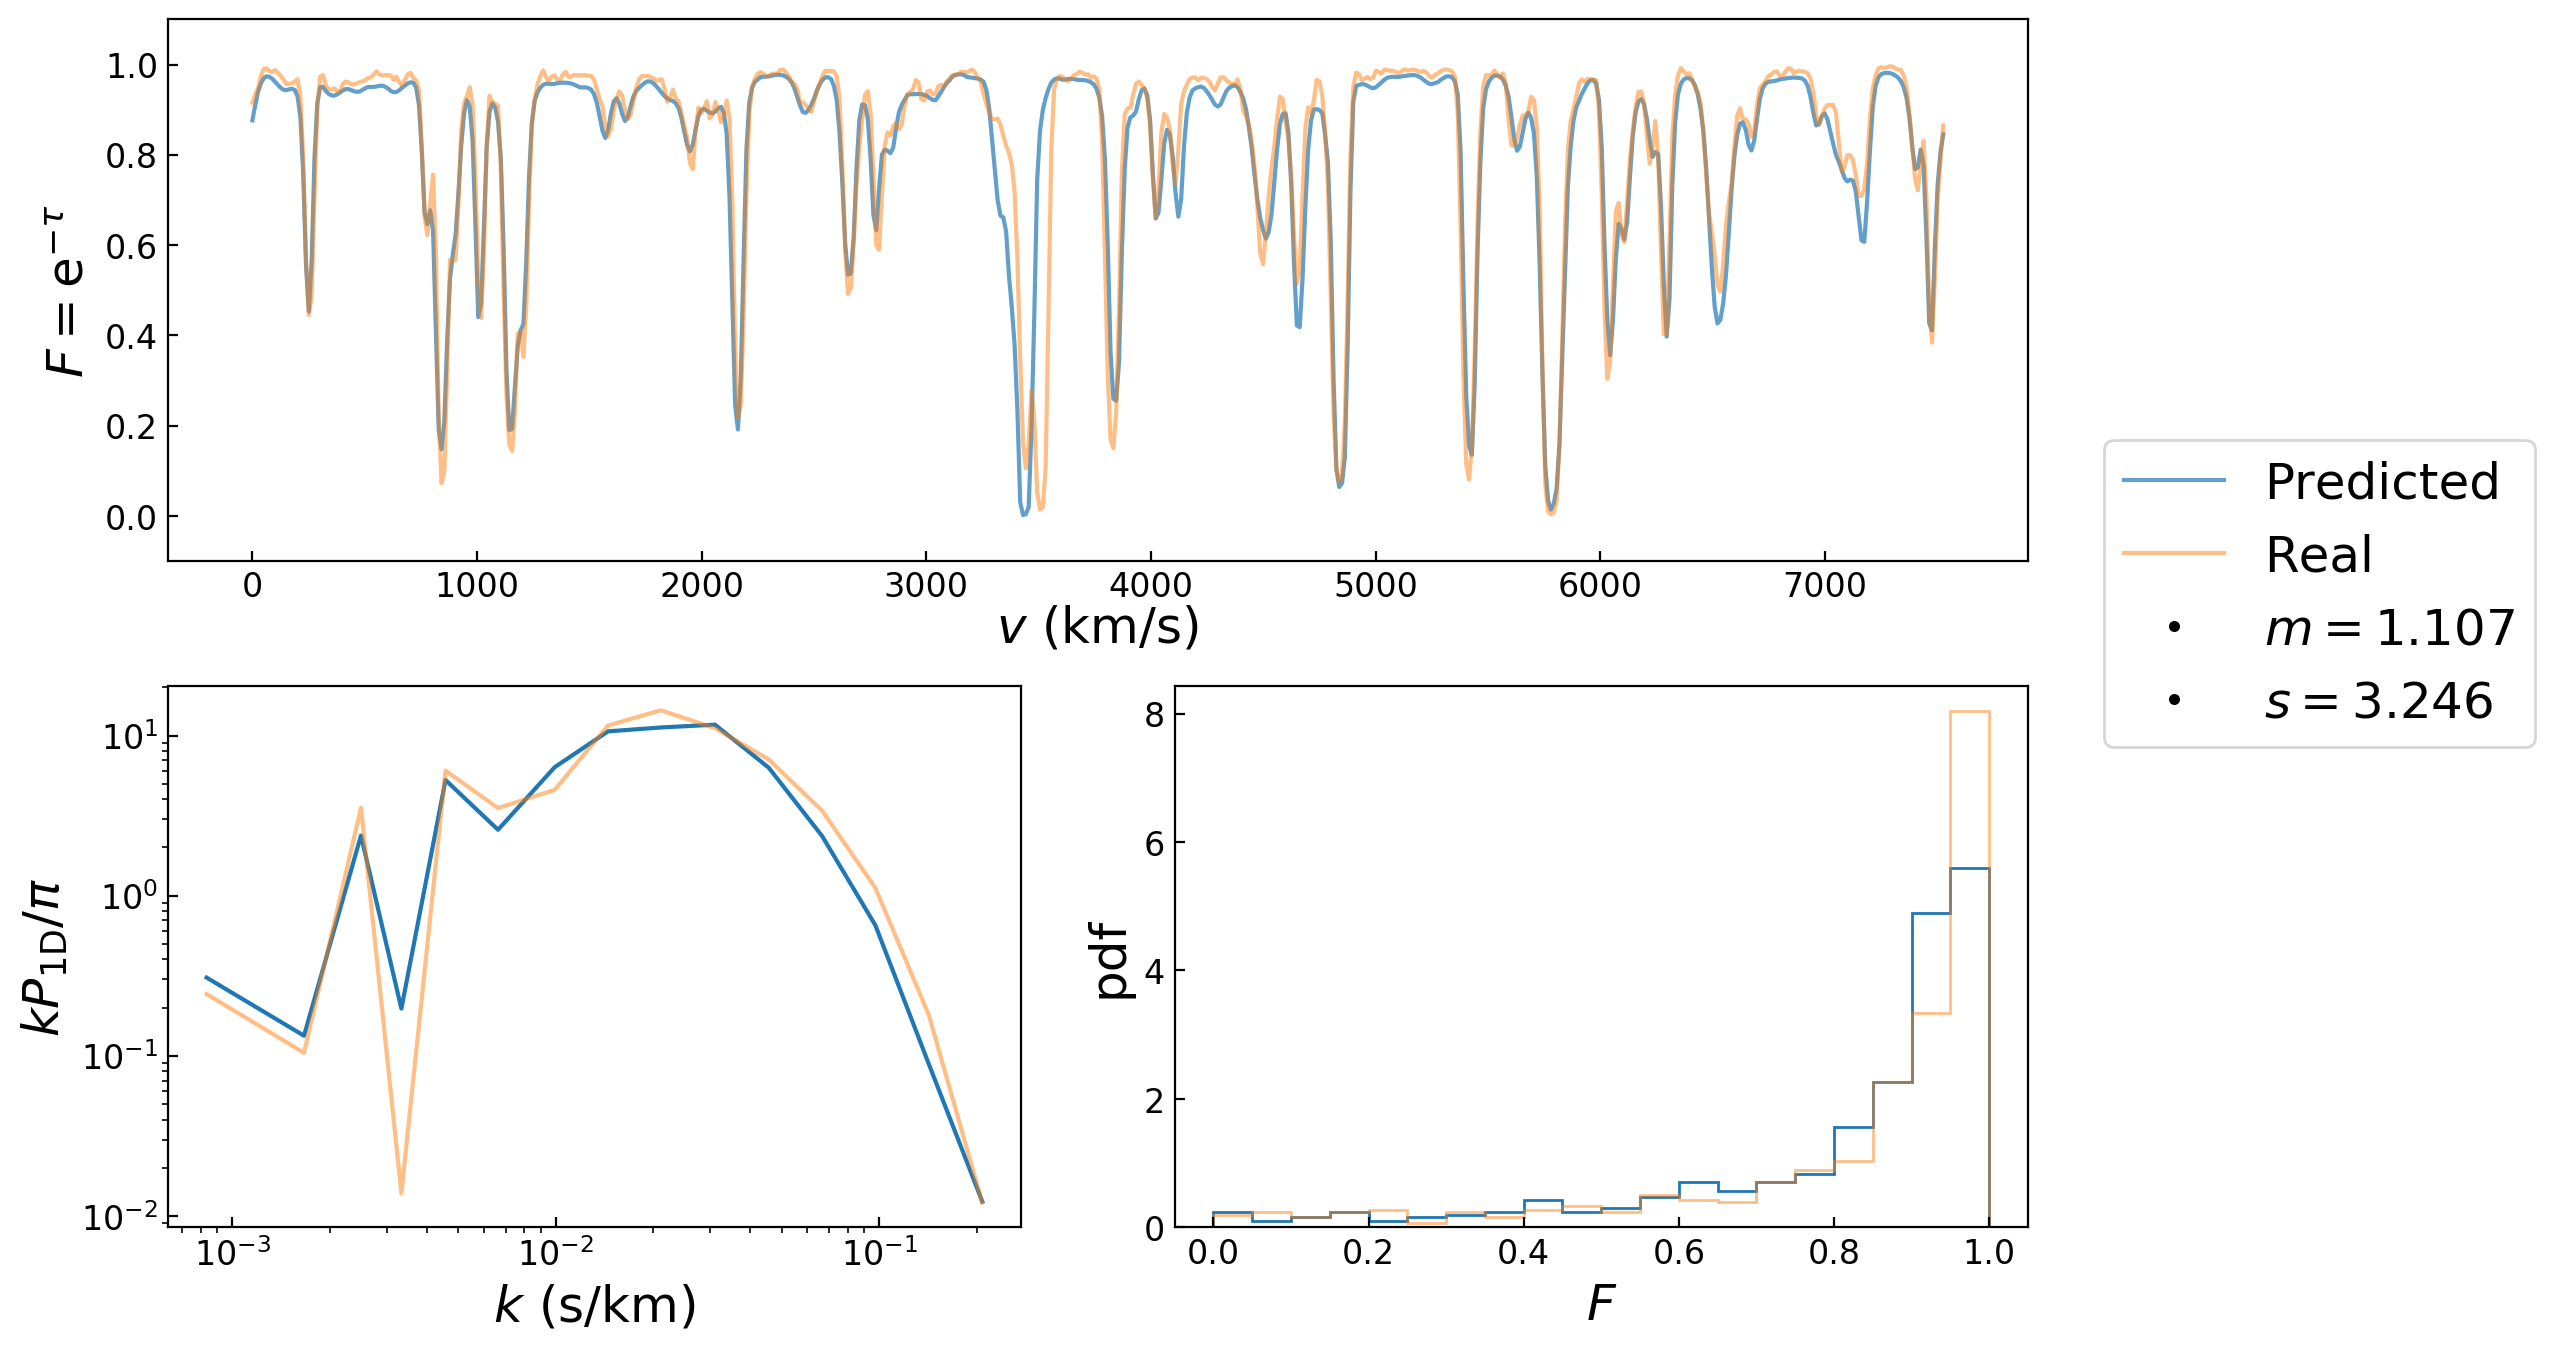 F = e^{−τ}
1.0
0.8
0.6
0.4
0.2
0.0
0 1000 2000 3000 4000 5000 6000 7000
v (km/s)
Predicted
Real
m = 1.107
s = 3.246
kP_{1D}/π
10^1
10^0
10^{−1}
10^{−2}
10^{−3} 10^{−2} 10^{−1}
k (s/km)
pdf
8
6
4
2
0
0.0 0.2 0.4 0.6 0.8 1.0
F